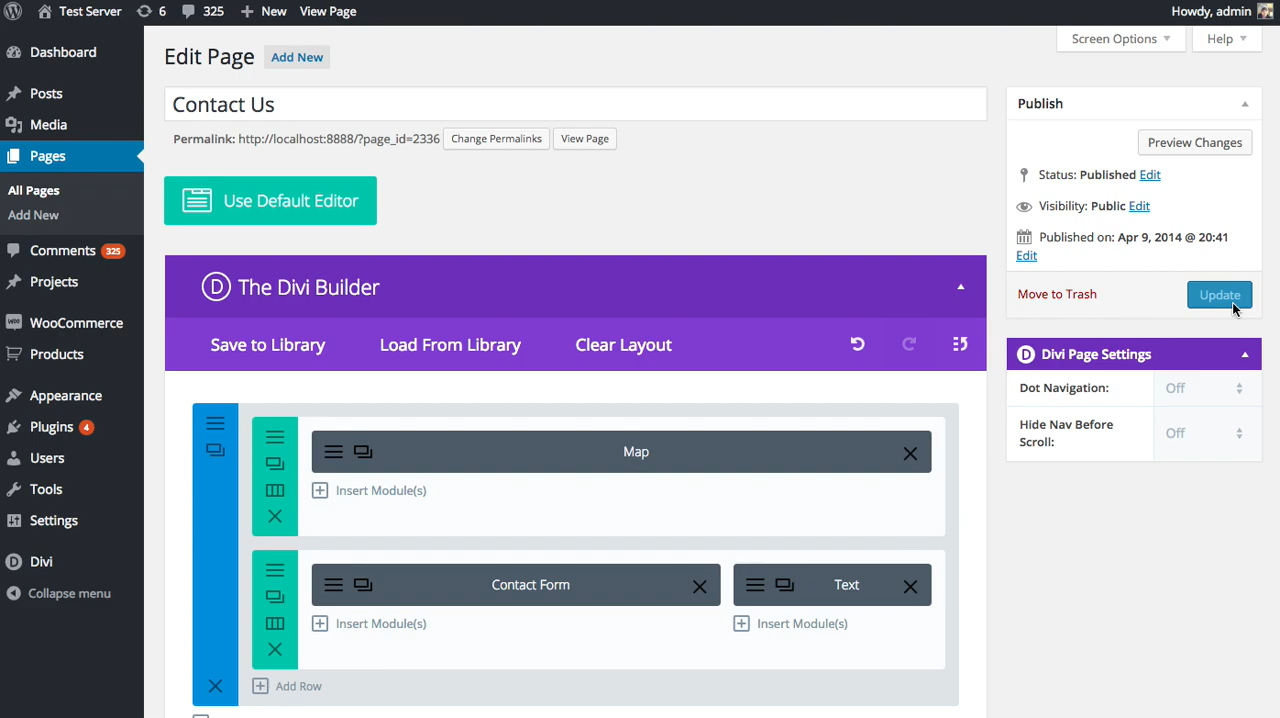 Test Server 6 325 New View Page Howdy, admin
Dashboard
Posts
Media
Pages
All Pages
Add New
Comments 325
Projects
WooCommerce
Products
Appearance
Plugins 4
Users
Tools
Settings
Divi
Collapse menu
Screen Options Help
Edit Page Add New
Contact Us
Permalink: http://localhost:8888/?page_id=2336 Change Permalinks View Page
Use Default Editor
D The Divi Builder
Save to Library Load From Library Clear Layout
Map
Insert Module(s)
Contact Form Text
Insert Module(s) Insert Module(s)
Add Row
Publish
Preview Changes
Status: Published Edit
Visibility: Public Edit
Published on: Apr 9, 2014 @ 20:41
Edit
Move to Trash Update
D Divi Page Settings
Dot Navigation: Off
Hide Nav Before
Scroll: Off